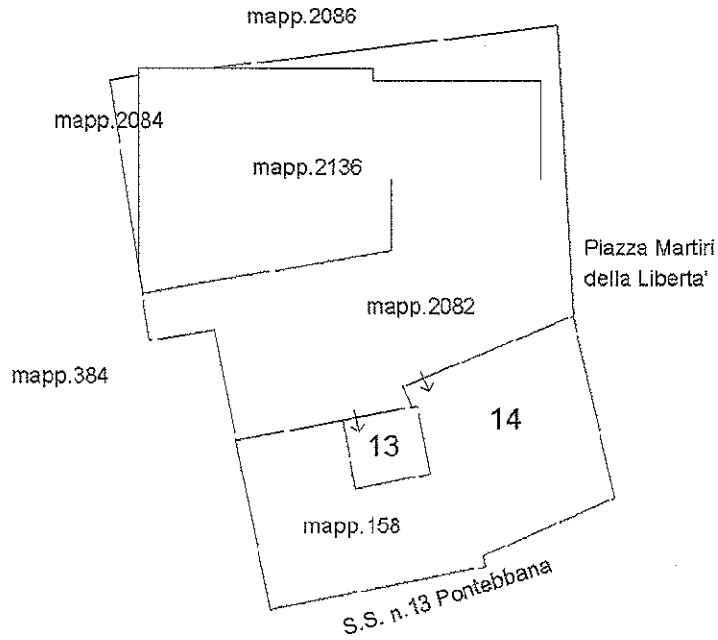 mapp.2086
mapp.2084
mapp.2136
Piazza Martiri
della Liberta'
mapp.2082
mapp.384
14
13
mapp.158
S.S. n.13 Pontebbana